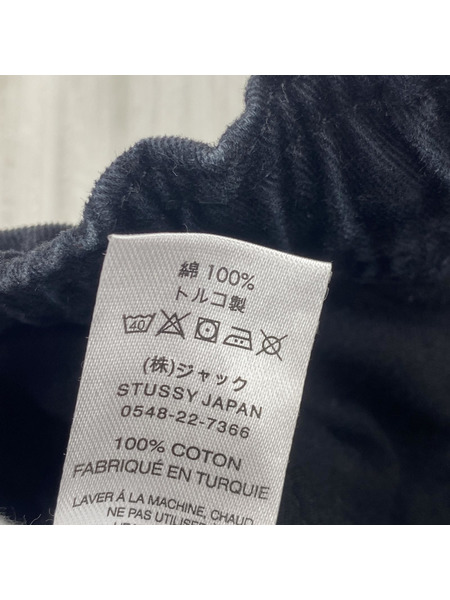 綿 100%
トルコ製
40
(株)ジャック
STUSSY JAPAN
0548-22-7366
100% COTON
FABRIQUÉ EN TURQUIE
LAVER À LA MACHINE, CHAUD
NE PAS UTILISER